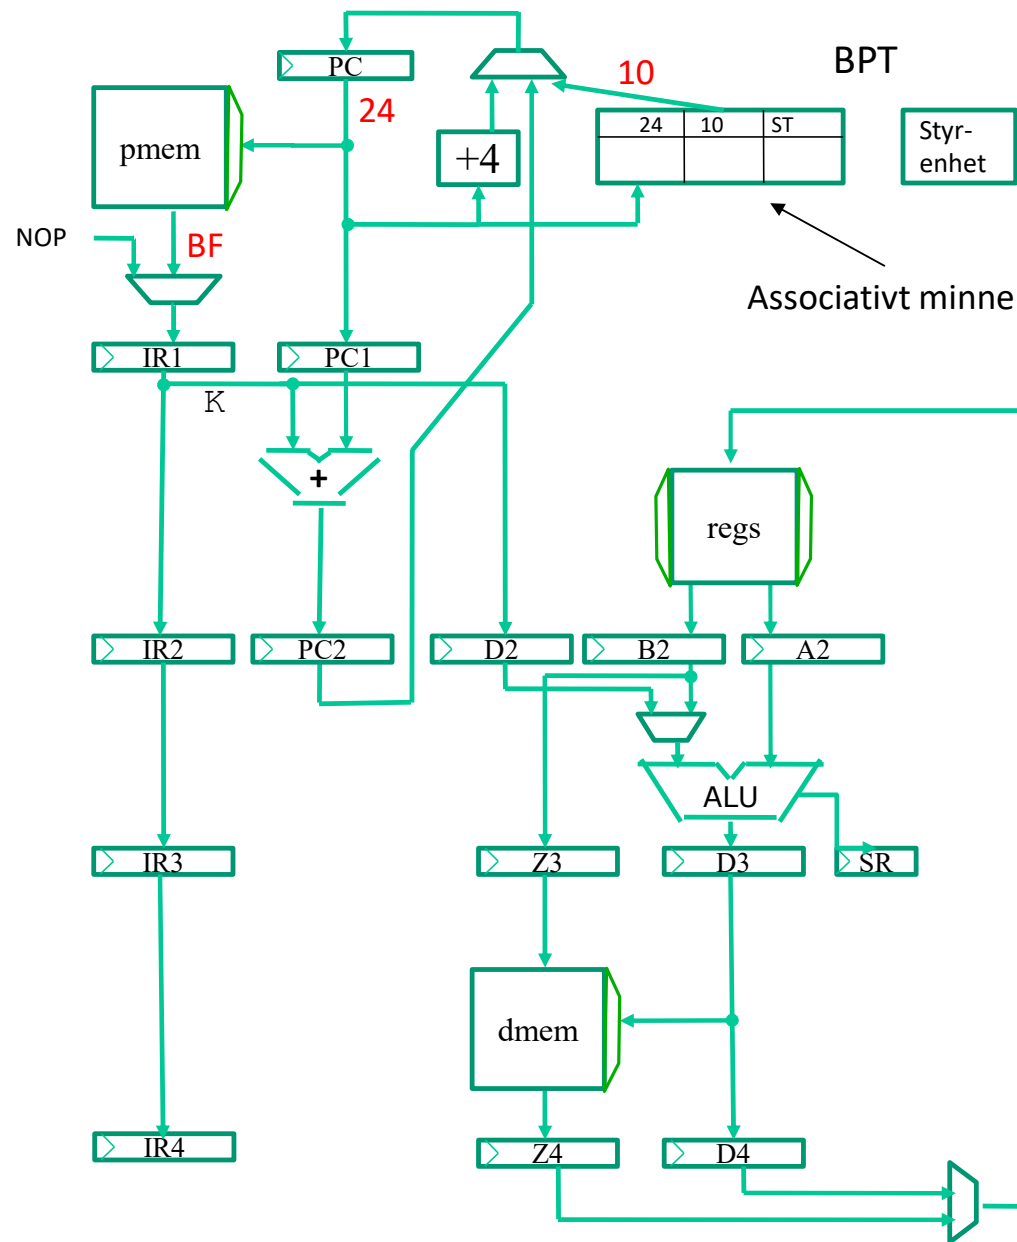 PC
BPT
10
24
24 10 ST
Styr-
enhet
pmem
+4
NOP
BF
Associativt minne
IR1
PC1
K
+
regs
IR2
PC2
D2
B2
A2
ALU
IR3
Z3
D3
SR
dmem
IR4
Z4
D4